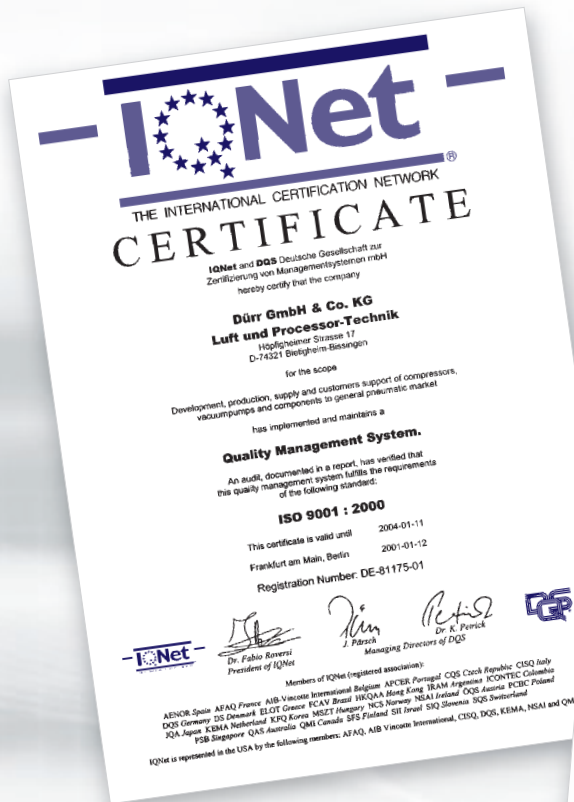 IQNet
®
THE INTERNATIONAL CERTIFICATION NETWORK
CERTIFICATE
IQNet and DQS Deutsche Gesellschaft zur
Zertifizierung von Managementsystemen mbH
hereby certify that the company
Dürr GmbH & Co. KG
Luft und Processor-Technik
Höpfigheimer Strasse 17
D-74321 Bietigheim-Bissingen
for the scope
Development, production, supply and customers support of compressors,
vacuumpumps and components to general pneumatic market
has implemented and maintains a
Quality Management System.
An audit, documented in a report, has verified that
this quality management system fulfills the requirements
of the following standard:
ISO 9001 : 2000
This certificate is valid until 2004-01-11
Frankfurt am Main, Berlin 2001-01-12
Registration Number: DE-81175-01
IQNet
Dr. Fabio Roversi
President of IQNet
J. Pärsch
Dr. K. Petrick
Managing Directors of DQS
DQS
Members of IQNet (registered association):
AENOR Spain AFAQ France AIB-Vincotte International Belgium APCER Portugal CQS Czech Republic CISQ Italy
DQS Germany DS Denmark ELOT Greece FCAV Brazil HKQAA Hong Kong IRAM Argentina ICONTEC Colombia
JQA Japan KEMA Netherland KFQ Korea MSZT Hungary NCS Norway NSAI Ireland ÖQS Austria PCBC Poland
PSB Singapore QAS Australia QMI Canada SFS Finland SII Israel SIQ Slovenia SQS Switzerland
IQNet is represented in the USA by the following members: AFAQ, AIB Vincotte International, CISQ, DQS, KEMA, NSAI and QM